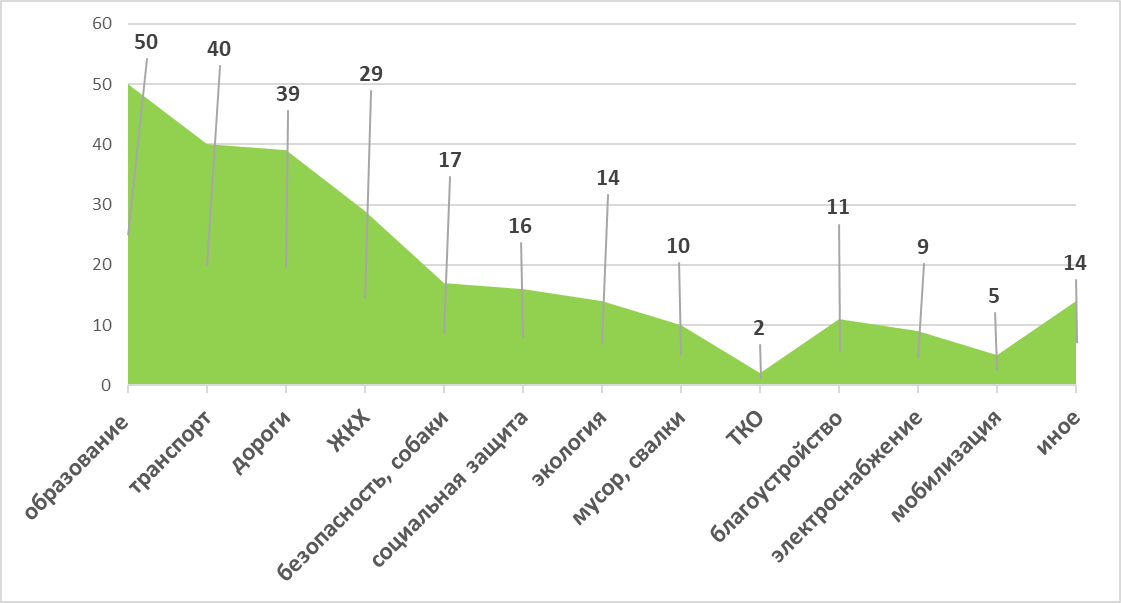 60
50
40
30
20
10
0
50
40
39
29
17
16
14
10
2
11
9
5
14
образование
транспорт
дороги
ЖКХ
безопасность, собаки
социальная защита
экология
мусор, свалки
ТКО
благоустройство
электроснабжение
мобилизация
иное